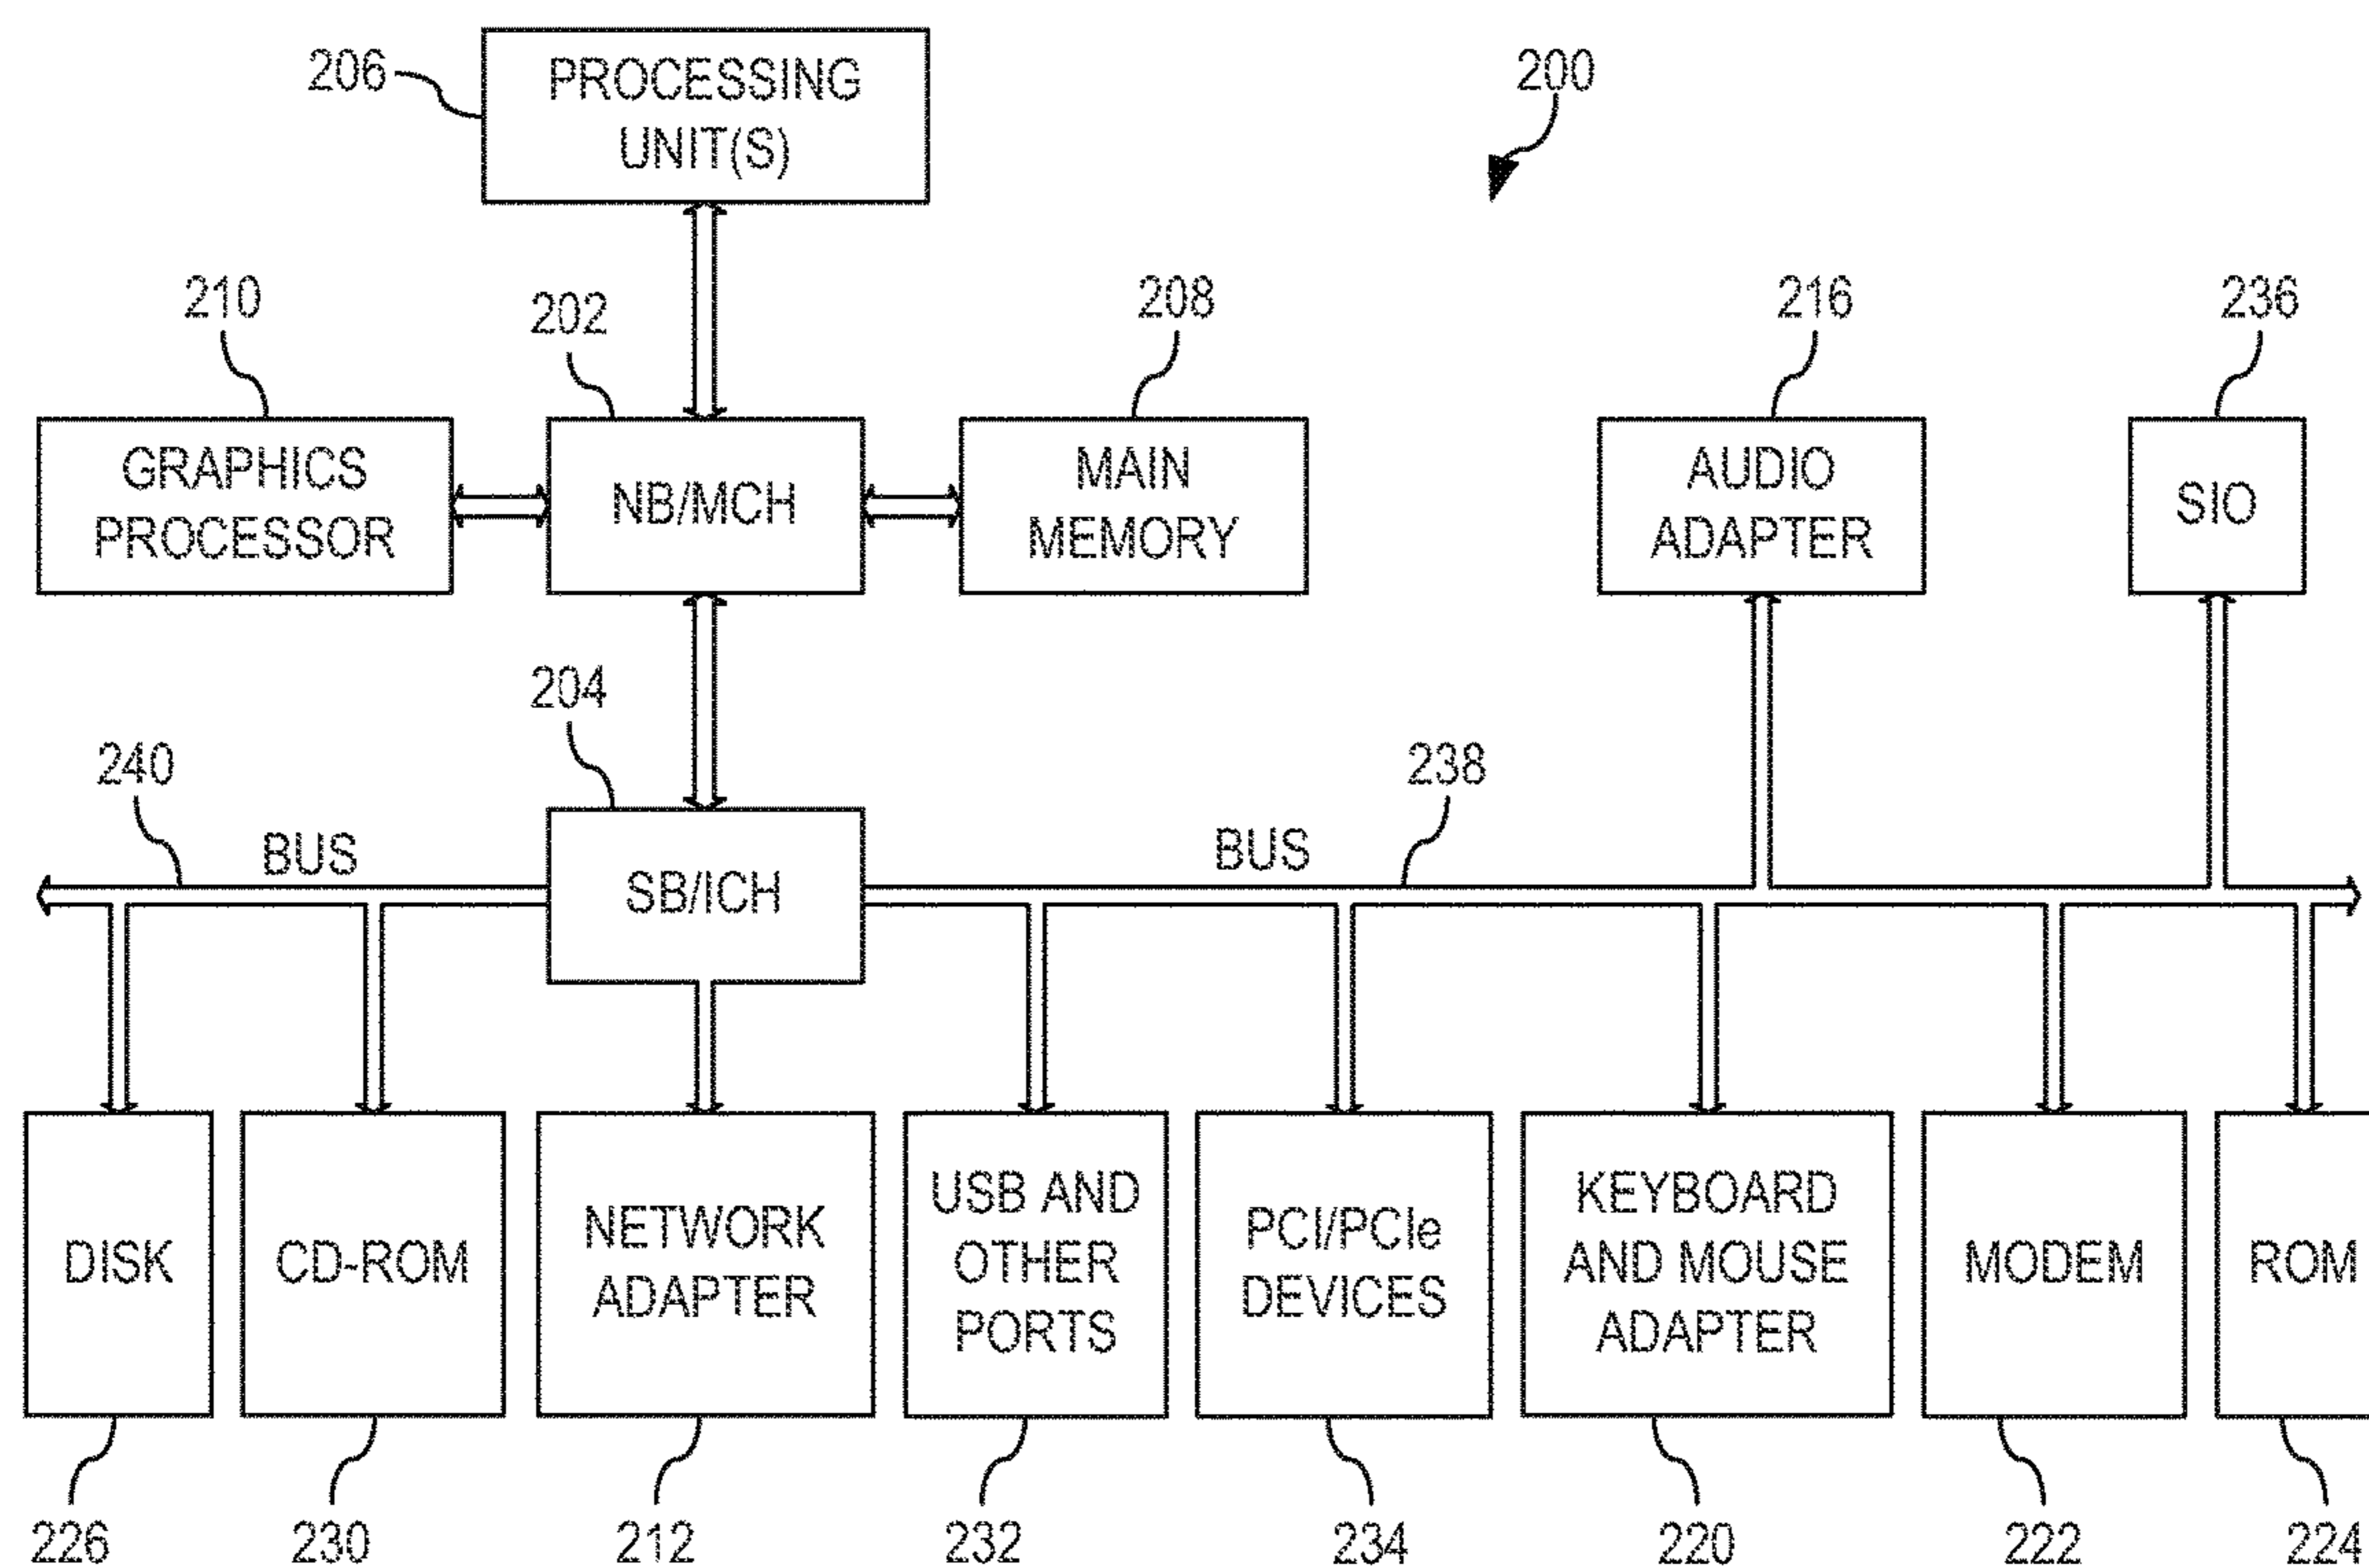 206
PROCESSING
UNIT(S)
200
210
202
208
216
236
GRAPHICS
PROCESSOR
NB/MCH
MAIN
MEMORY
AUDIO
ADAPTER
SIO
204
240
238
BUS
BUS
SB/ICH
DISK
CD-ROM
NETWORK
ADAPTER
USB AND
OTHER
PORTS
PCI/PCIe
DEVICES
KEYBOARD
AND MOUSE
ADAPTER
MODEM
ROM
226
230
212
232
234
220
222
224